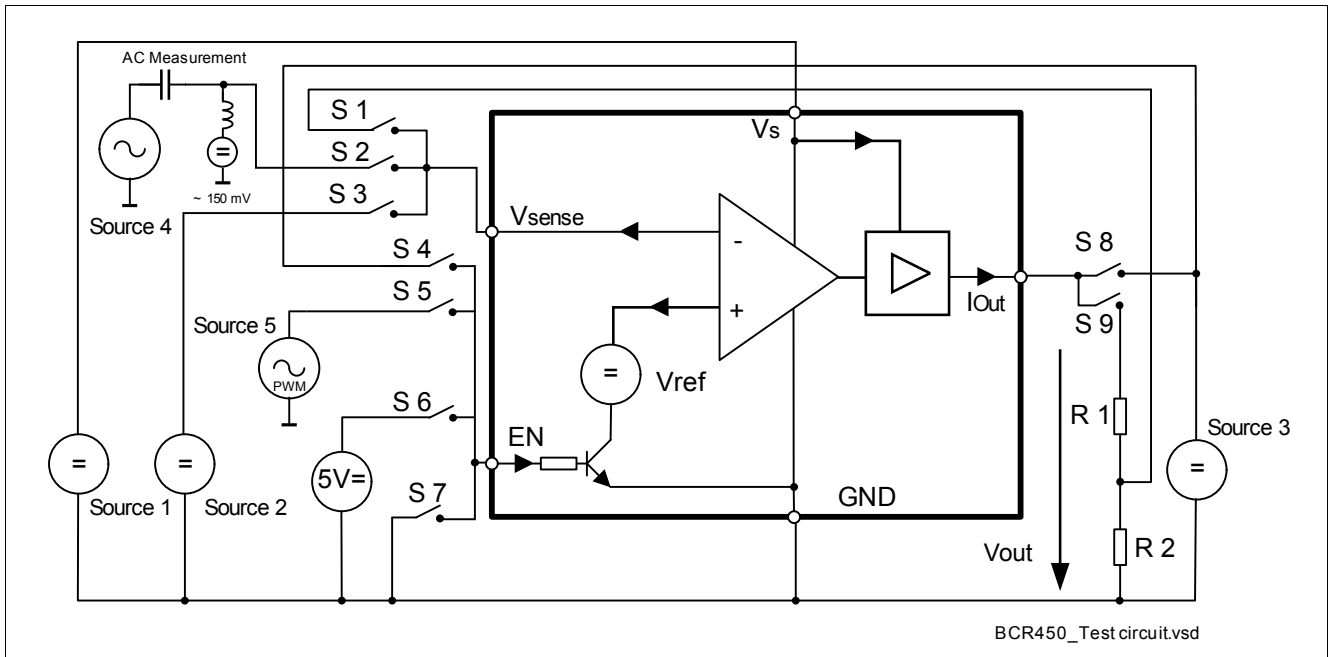 AC Measurement
S 1
Vs
S 2
~ 150 mV
S 3
Source 4
Vsense
S 4
S 8
-
S 5
IOut
Source 5
S 9
+
PWM
=
Vref
S 6
R 1
Source 3
EN
=
=
5V=
=
S 7
GND
Source 1
Source 2
R 2
Vout
BCR450_Test circuit.vsd
=